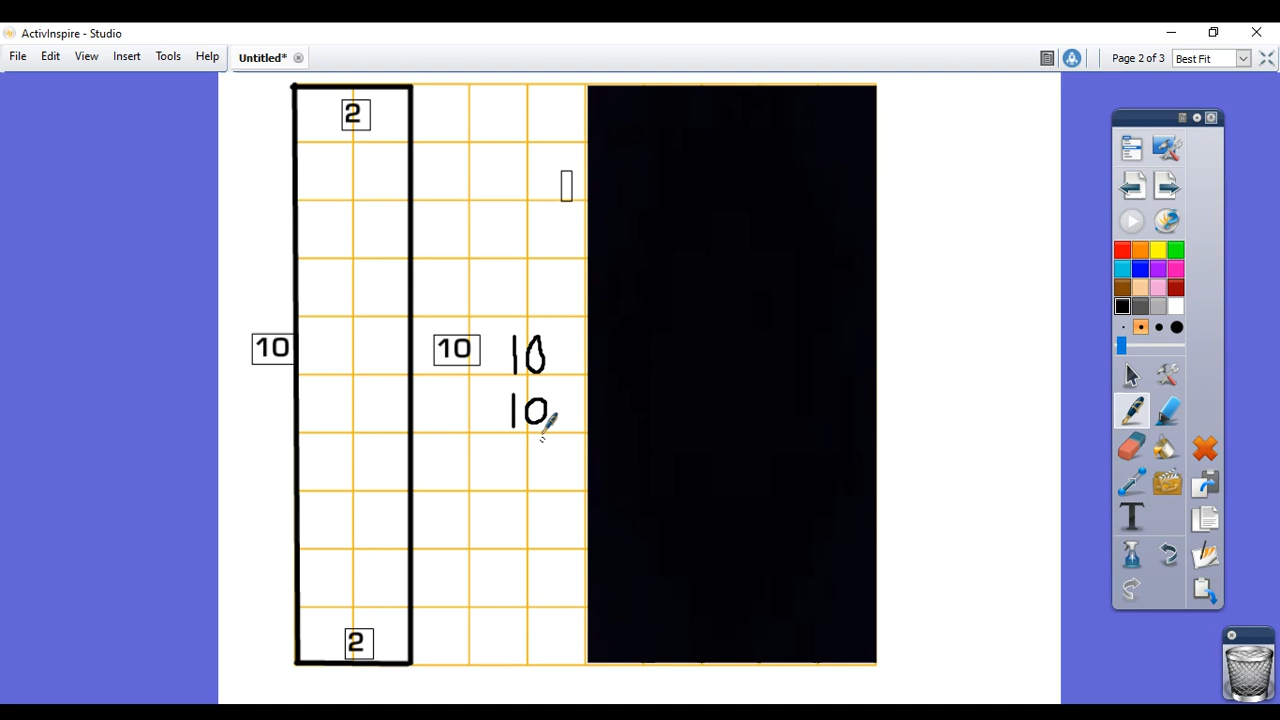 ActivInspire - Studio
File Edit View Insert Tools Help Untitled* Page 2 of 3 Best Fit
2
10 10 10
10
2
T